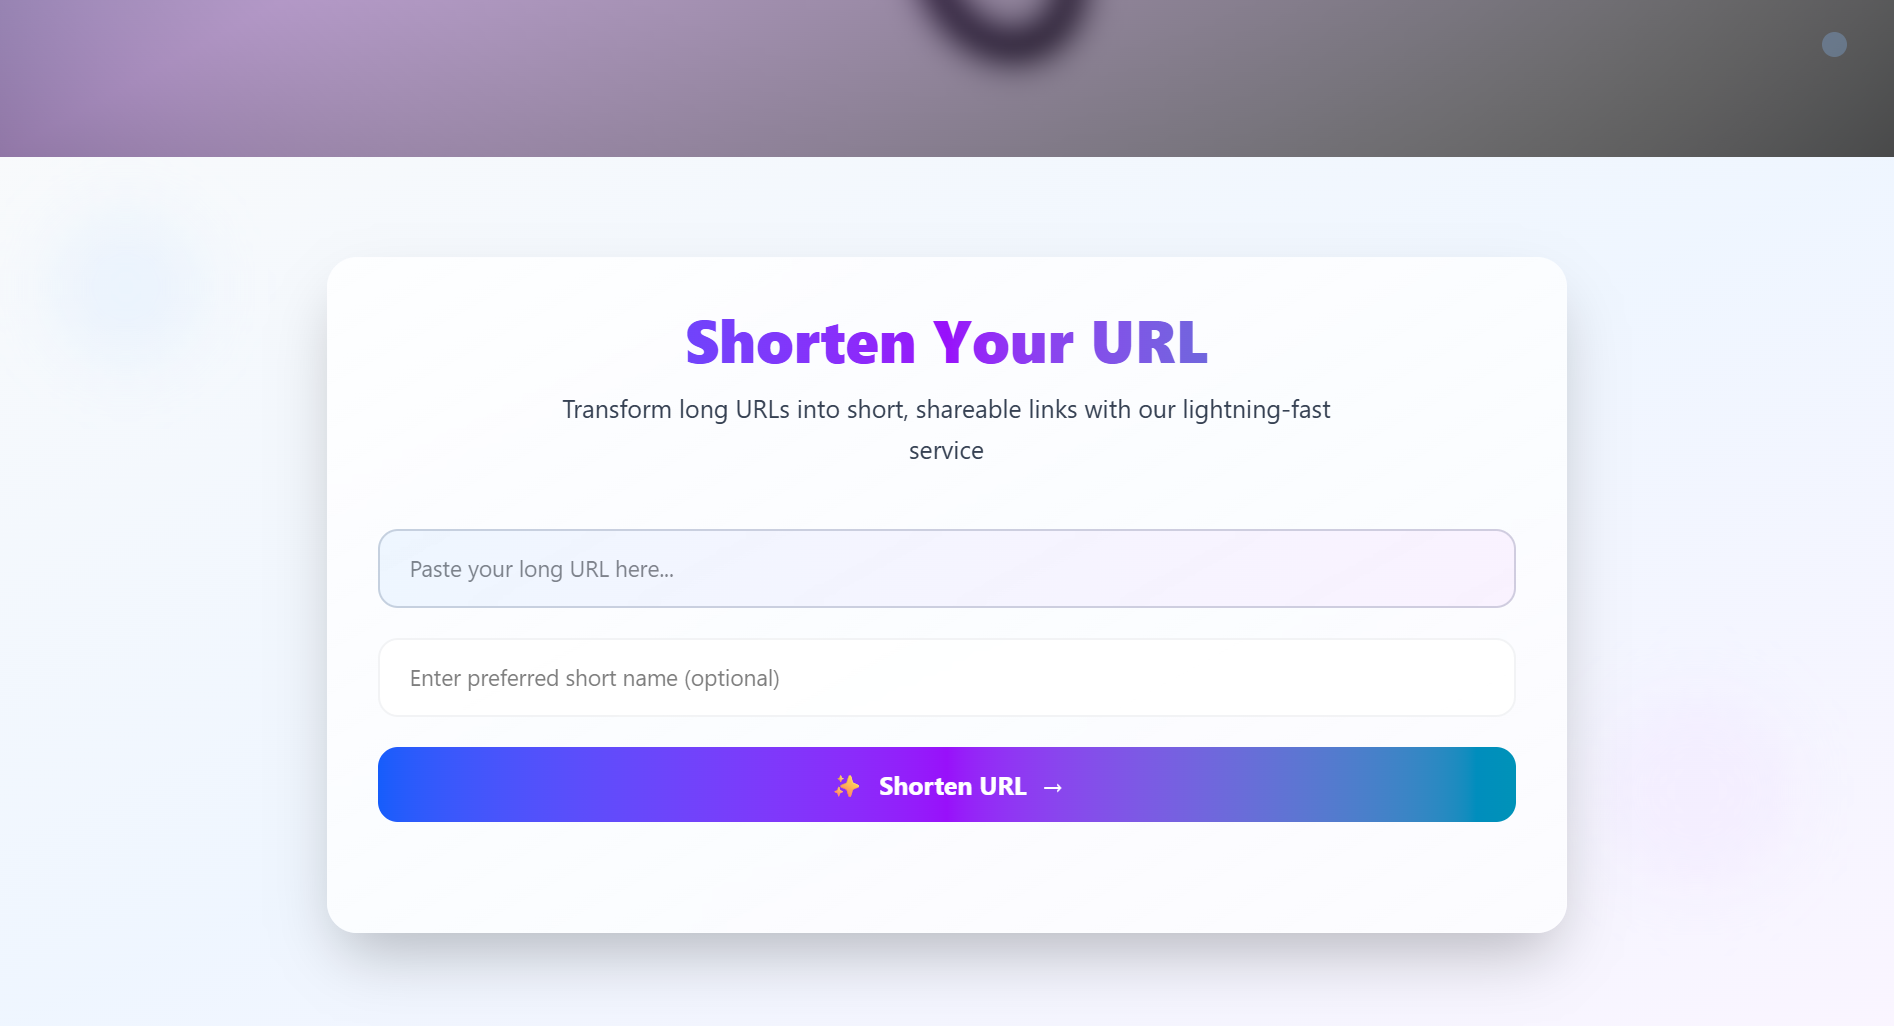 Shorten Your URL
Transform long URLs into short, shareable links with our lightning-fast
service
Paste your long URL here...
Enter preferred short name (optional)
✨ Shorten URL →